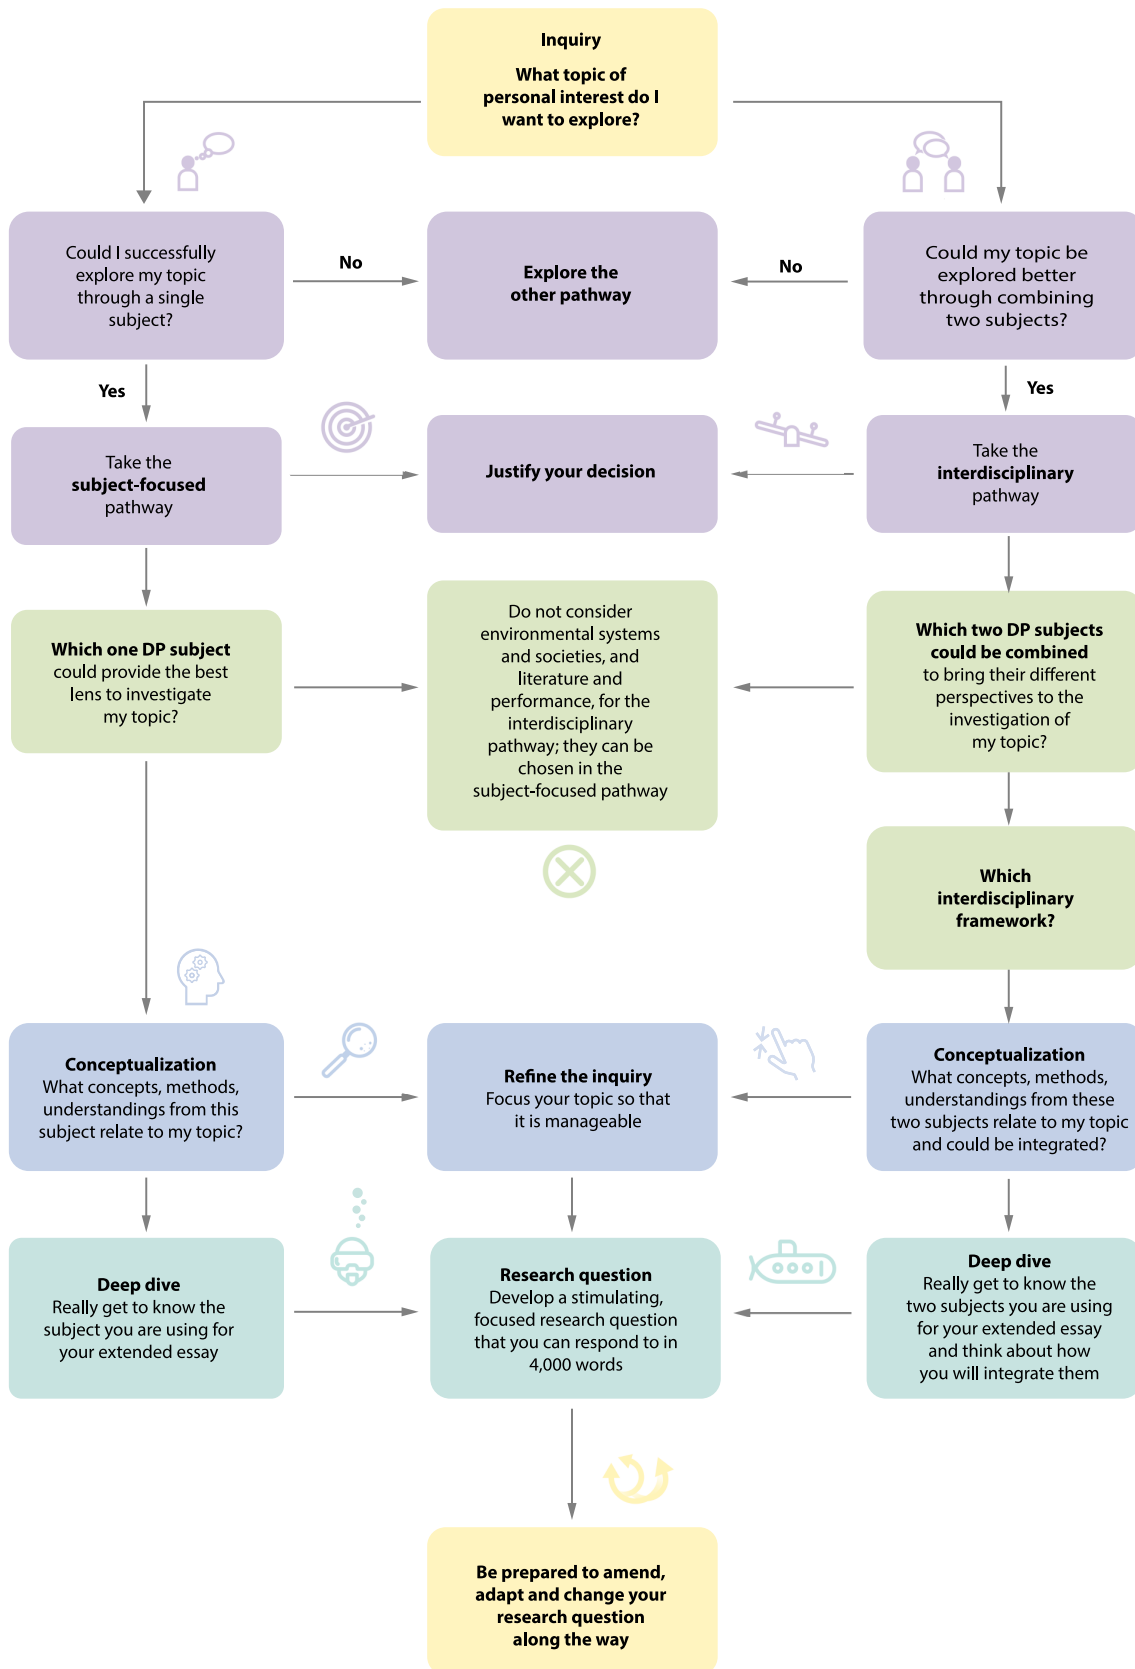 Inquiry
What topic of
personal interest do I
want to explore?
Could I successfully
explore my topic
through a single
subject?
No
Explore the
other pathway
No
Could my topic be
explored better
through combining
two subjects?
Yes
Yes
Take the
subject-focused
pathway
Justify your decision
Take the
interdisciplinary
pathway
Which one DP subject
could provide the best
lens to investigate
my topic?
Do not consider
environmental systems
and societies, and
literature and
performance, for the
interdisciplinary
pathway; they can be
chosen in the
subject-focused pathway
Which two DP subjects
could be combined
to bring their different
perspectives to the
investigation of
my topic?
Which
interdisciplinary
framework?
Conceptualization
What concepts, methods,
understandings from this
subject relate to my topic?
Refine the inquiry
Focus your topic so that
it is manageable
Conceptualization
What concepts, methods,
understandings from these
two subjects relate to my topic
and could be integrated?
Deep dive
Really get to know the
subject you are using for
your extended essay
Research question
Develop a stimulating,
focused research question
that you can respond to in
4,000 words
Deep dive
Really get to know the
two subjects you are using
for your extended essay
and think about how
you will integrate them
Be prepared to amend,
adapt and change your
research question
along the way